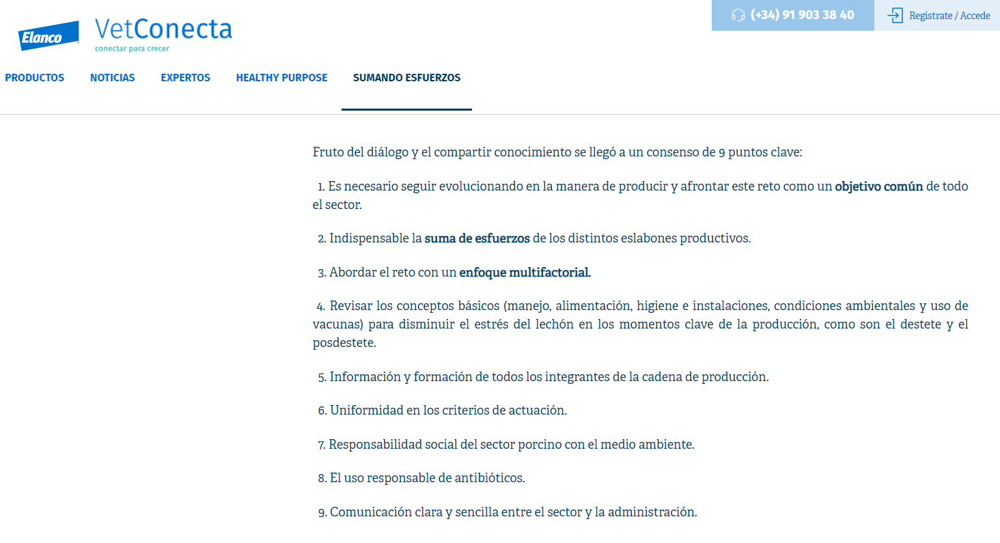 (+34) 91 903 38 40
Regístrate / Accede
Elanco
VetConecta
conectar para crecer
PRODUCTOS NOTICIAS EXPERTOS HEALTHY PURPOSE SUMANDO ESFUERZOS
Fruto del diálogo y el compartir conocimiento se llegó a un consenso de 9 puntos clave:
1. Es necesario seguir evolucionando en la manera de producir y afrontar este reto como un objetivo común de todo
el sector.
2. Indispensable la suma de esfuerzos de los distintos eslabones productivos.
3. Abordar el reto con un enfoque multifactorial.
4. Revisar los conceptos básicos (manejo, alimentación, higiene e instalaciones, condiciones ambientales y uso de
vacunas) para disminuir el estrés del lechón en los momentos clave de la producción, como son el destete y el
posdestete.
5. Información y formación de todos los integrantes de la cadena de producción.
6. Uniformidad en los criterios de actuación.
7. Responsabilidad social del sector porcino con el medio ambiente.
8. El uso responsable de antibióticos.
9. Comunicación clara y sencilla entre el sector y la administración.